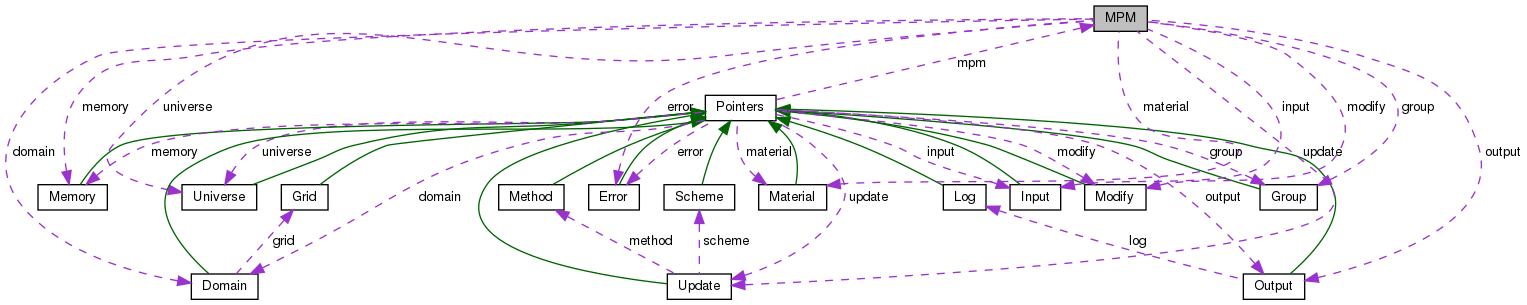 MPM
mpm
Pointers
memory
universe
error
material
input
modify
group
domain
memory
universe
error
material
input
modify
group
update
output
Memory
Universe
Grid
Method
Error
Scheme
Material
domain
update
Log
Input
Modify
output
Group
grid
method
scheme
log
Domain
Update
Output